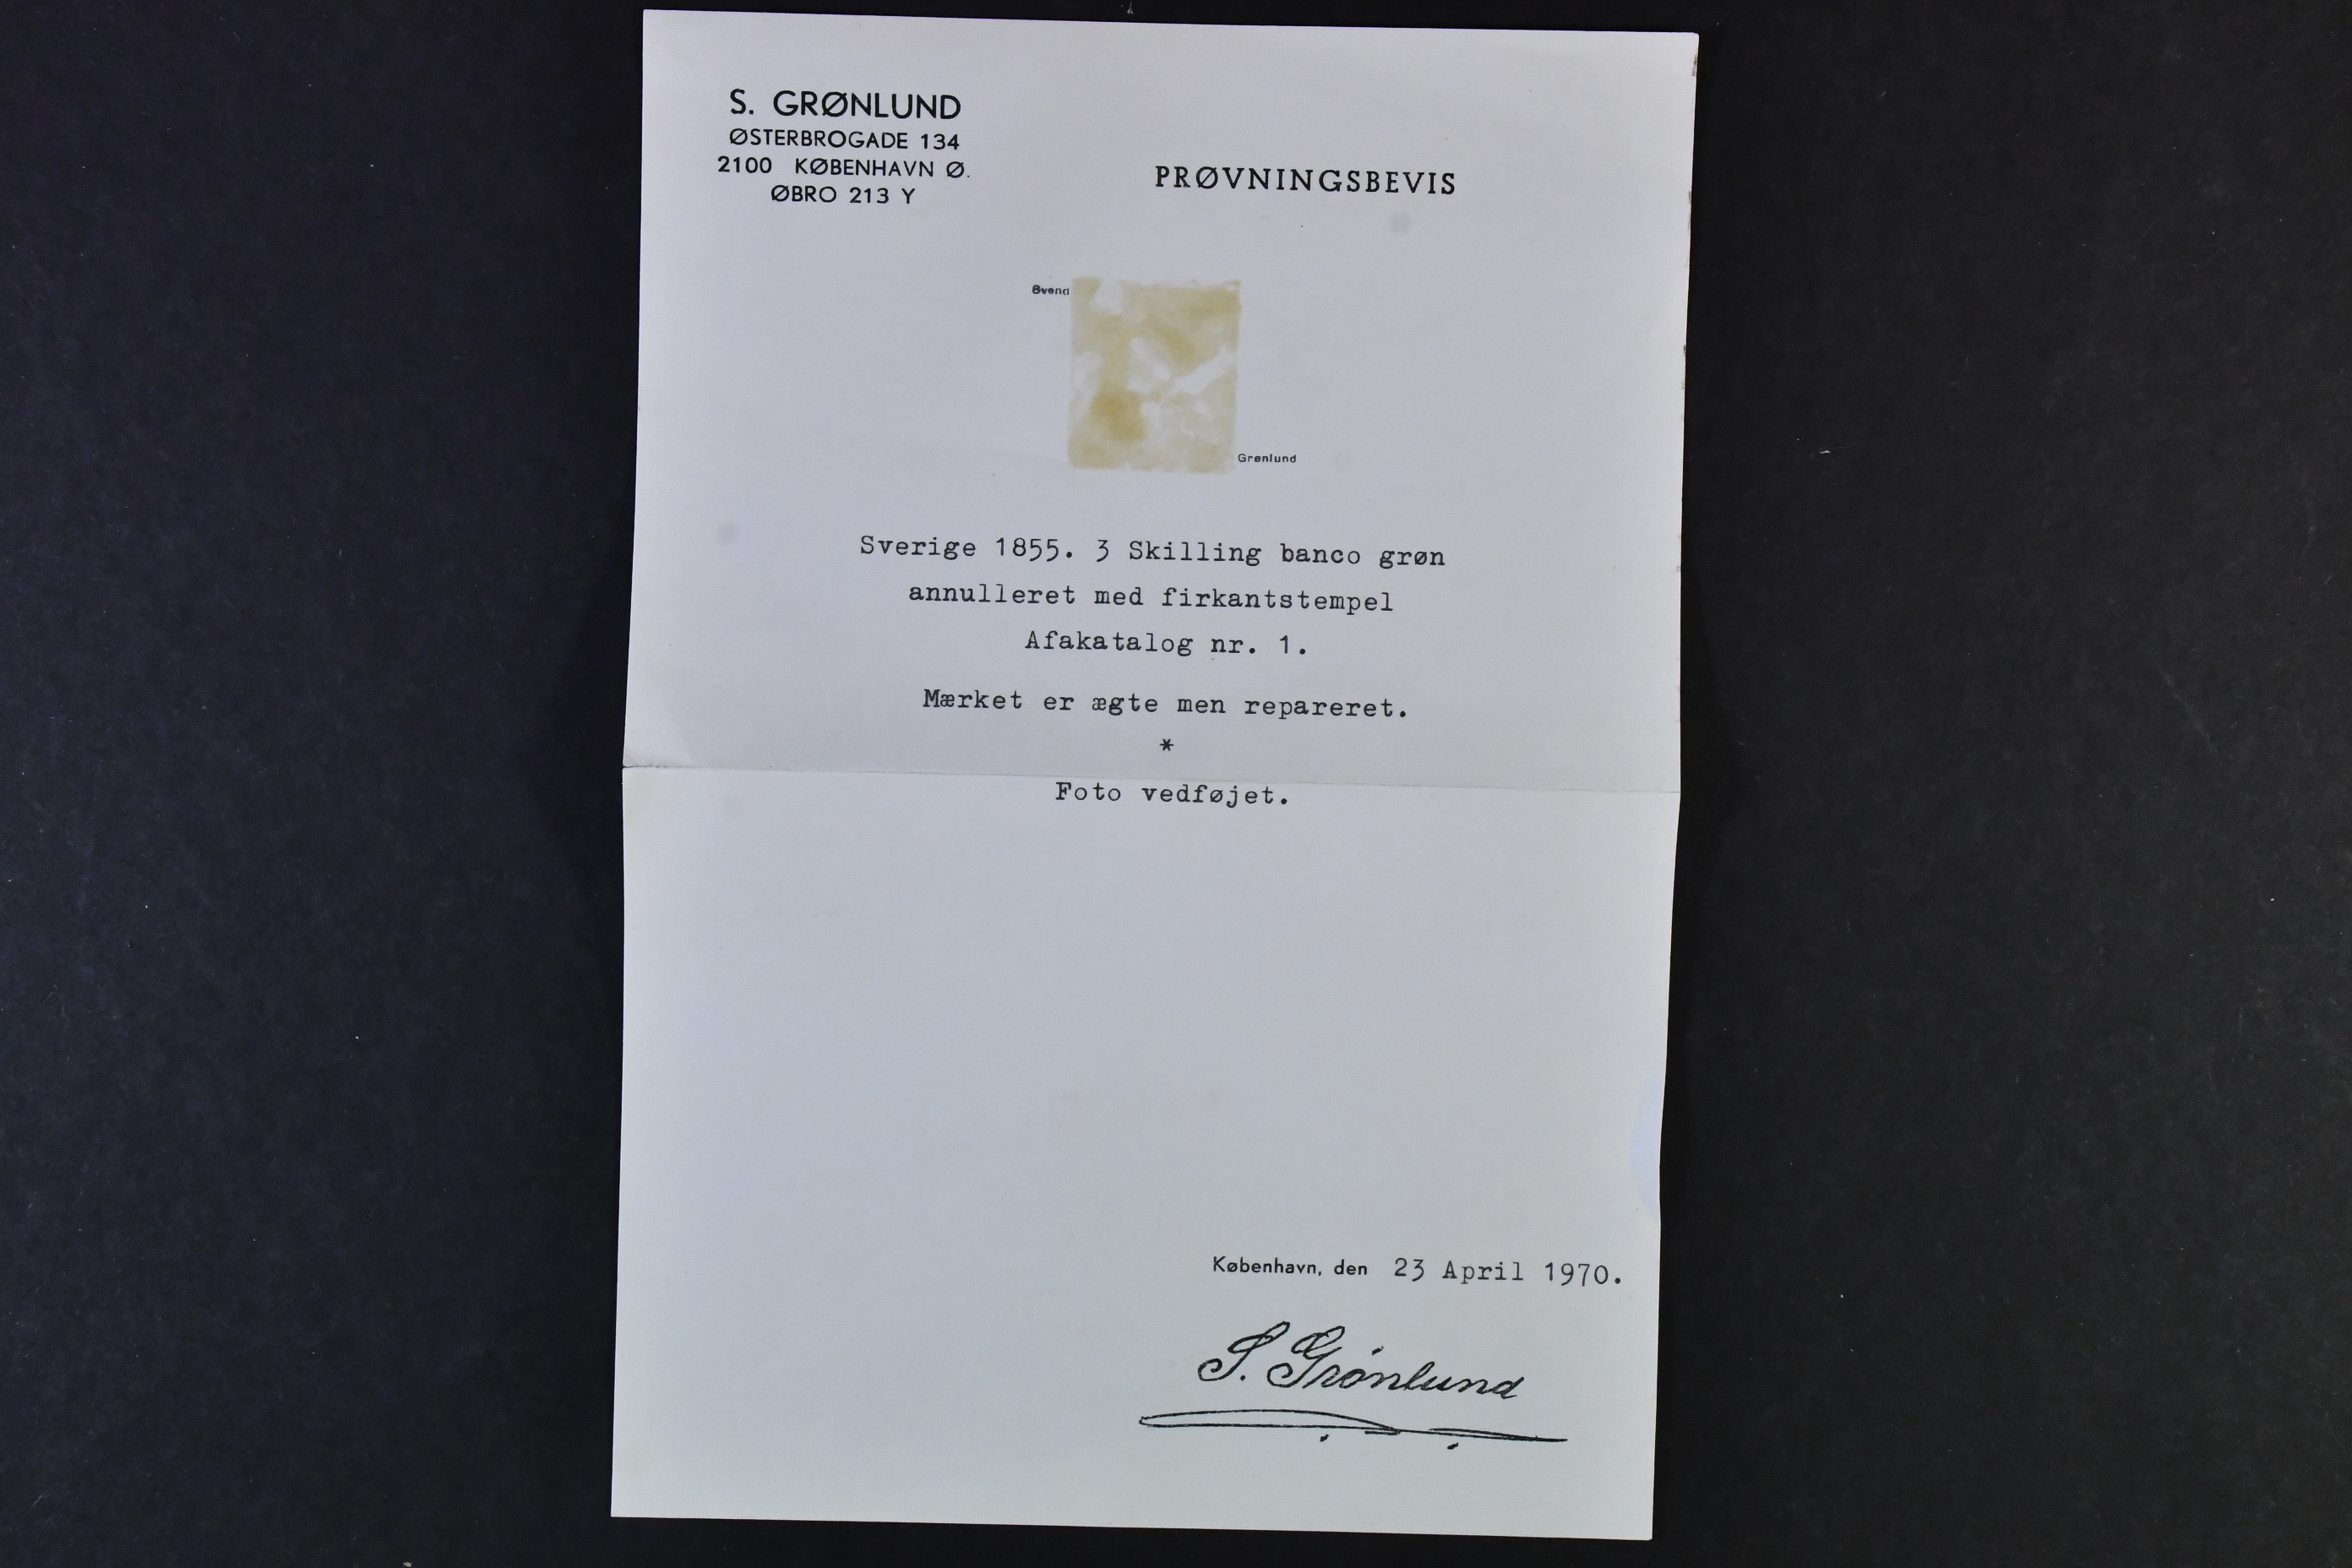 S. GRØNLUND
ØSTERBROGADE 134
2100 KØBENHAVN Ø.
ØBRO 213 Y
PRØVNINGSBEVIS
Svend
Grønlund
Sverige 1855. 3 Skilling banco grøn
annulleret med firkantstempel
Afakatalog nr. 1.
Mærket er ægte men repareret.
*
Foto vedføjet.
København, den 23 April 1970.
S. Grönlund